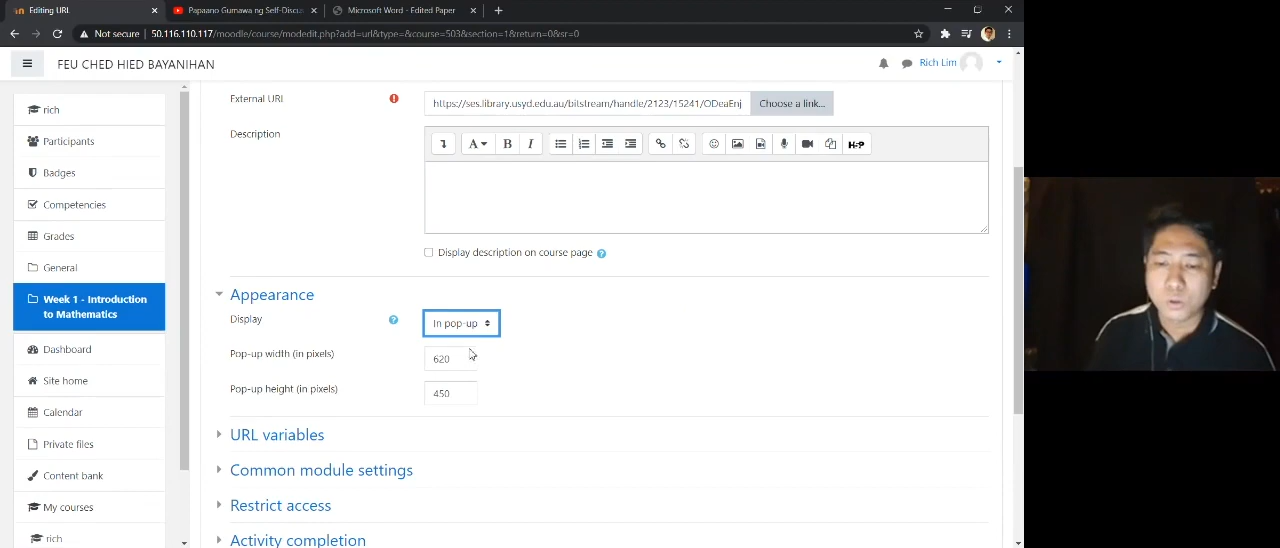 Editing URL
Papaano Gumawa ng Self-Discu
Microsoft Word - Edited Paper
Not secure
50.116.110.117/moodle/course/modedit.php?add=url&type=&course=503&section=1&return=0&sr=0
FEU CHED HIED BAYANIHAN
Rich Lim
rich
Participants
Badges
Competencies
Grades
General
Week 1 - Introduction
to Mathematics
Dashboard
Site home
Calendar
Private files
Content bank
My courses
rich
External URL
https://ses.library.usyd.edu.au/bitstream/handle/2123/15241/ODeaEnj
Choose a link...
Description
A
B
I
H-P
Display description on course page
Appearance
Display
In pop-up
Pop-up width (in pixels)
620
Pop-up height (in pixels)
450
URL variables
Common module settings
Restrict access
Activity completion